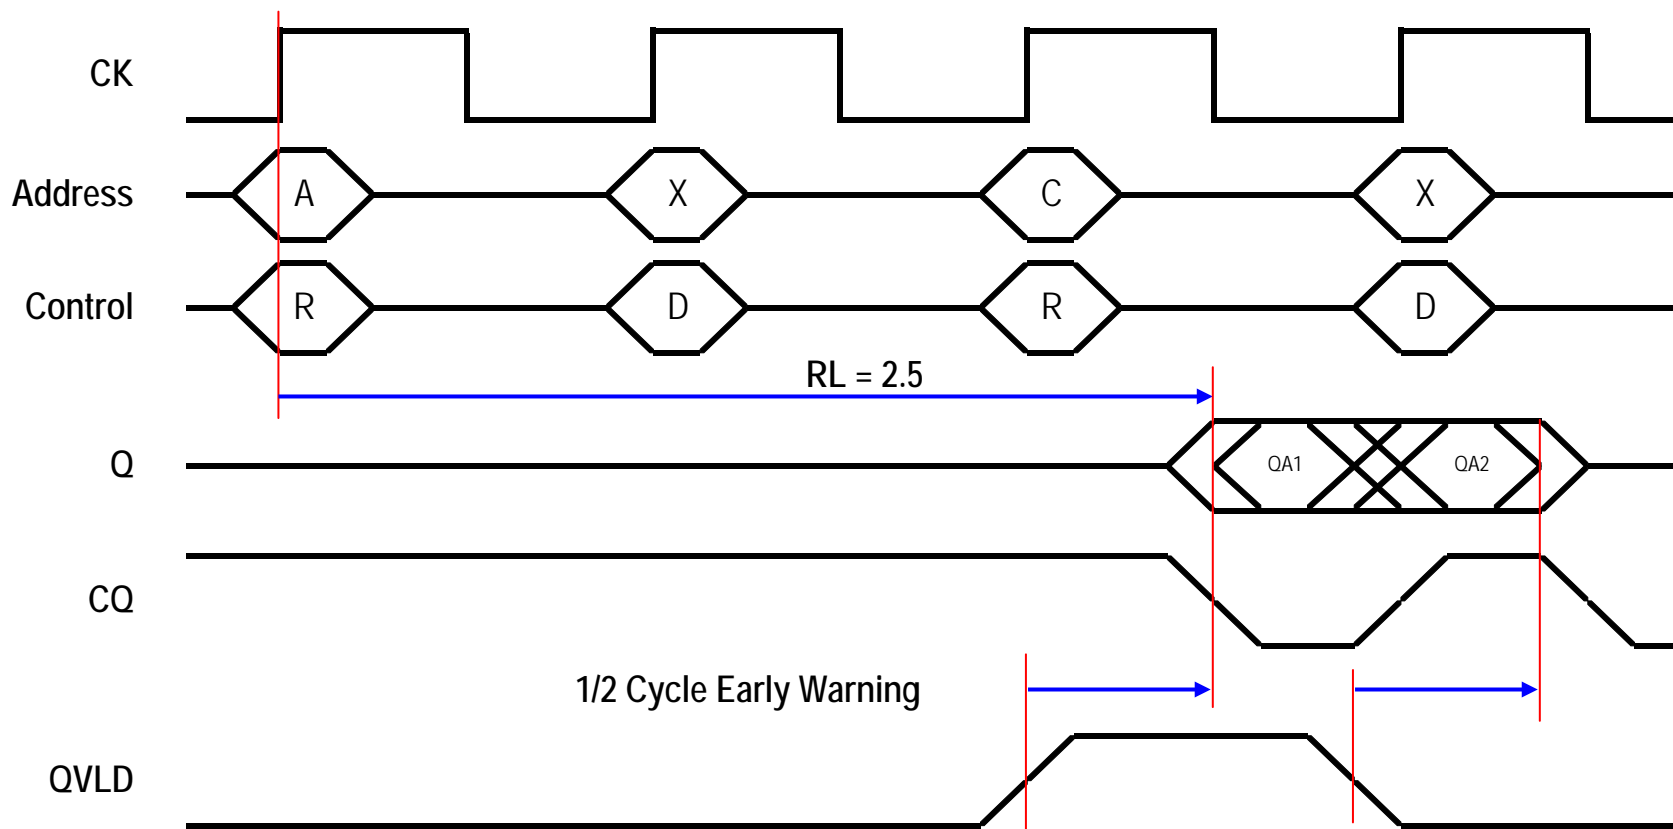 CK
Address A X C X
Control R D R D
RL = 2.5
Q QA1 QA2
CQ
1/2 Cycle Early Warning
QVLD